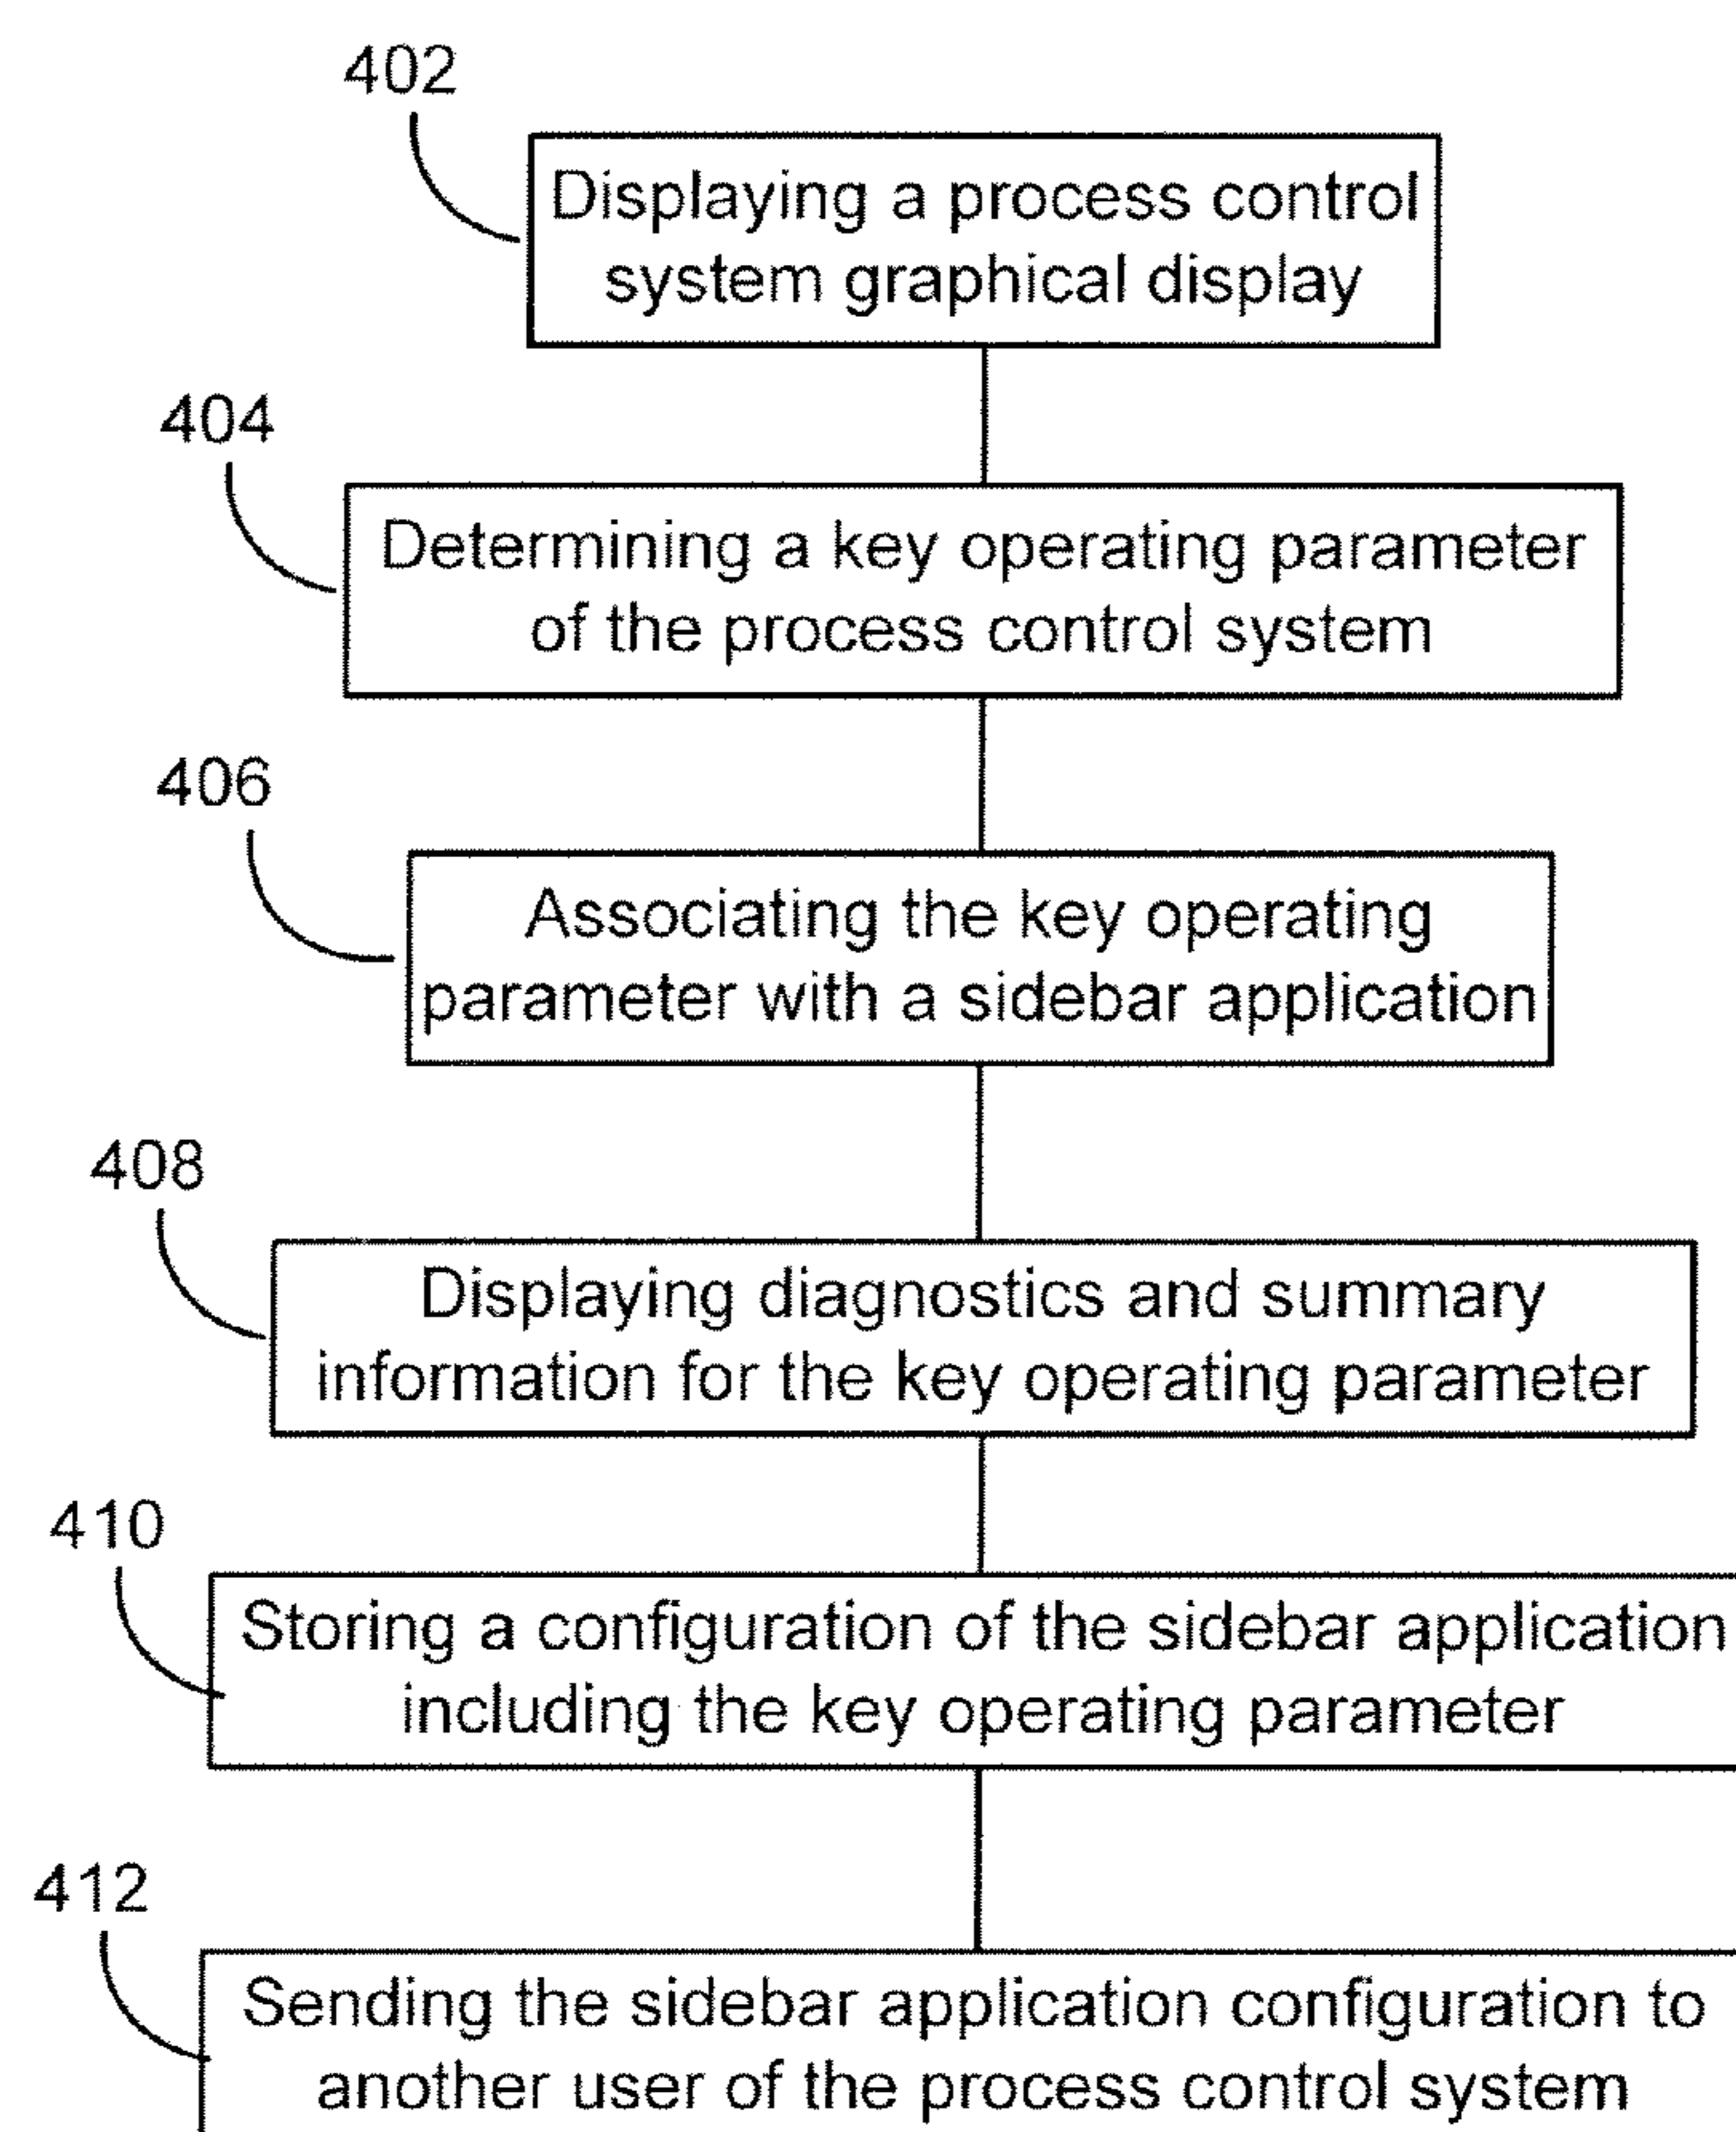 402
Displaying a process control
system graphical display
404
Determining a key operating parameter
of the process control system
406
Associating the key operating
parameter with a sidebar application
408
Displaying diagnostics and summary
information for the key operating parameter
410
Storing a configuration of the sidebar application
including the key operating parameter
412
Sending the sidebar application configuration to
another user of the process control system